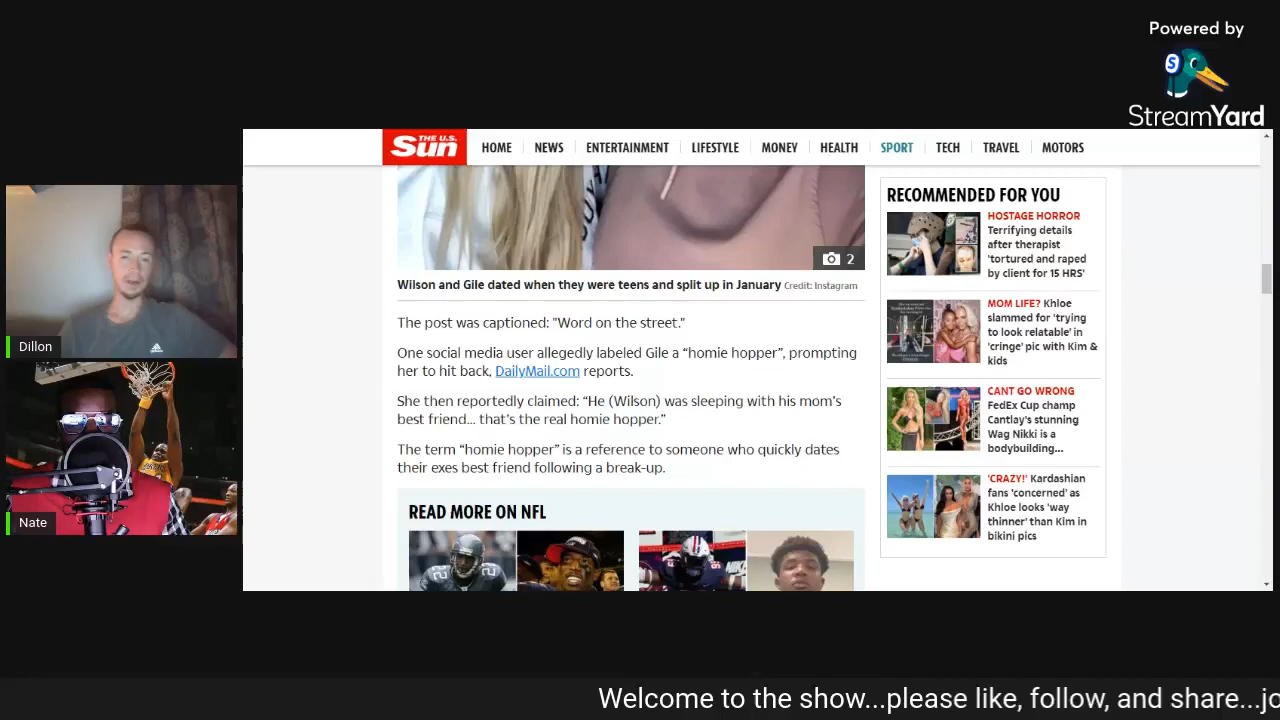 Powered by
S
StreamYard
THE U.S.
Sun
HOME
NEWS
ENTERTAINMENT
LIFESTYLE
MONEY
HEALTH
SPORT
TECH
TRAVEL
MOTORS
2
Wilson and Gile dated when they were teens and split up in January Credit: Instagram
The post was captioned: "Word on the street."
One social media user allegedly labeled Gile a “homie hopper”, prompting
her to hit back, DailyMail.com reports.
She then reportedly claimed: “He (Wilson) was sleeping with his mom’s
best friend... that’s the real homie hopper.”
The term “homie hopper” is a reference to someone who quickly dates
their exes best friend following a break-up.
READ MORE ON NFL
RECOMMENDED FOR YOU
HOSTAGE HORROR
Terrifying details
after therapist
'tortured and raped
by client for 15 HRS'
MOM LIFE? Khloe
slammed for 'trying
to look relatable' in
'cringe' pic with Kim &
kids
CANT GO WRONG
FedEx Cup champ
Cantlay's stunning
Wag Nikki is a
bodybuilding...
'CRAZY!' Kardashian
fans 'concerned' as
Khloe looks 'way
thinner' than Kim in
bikini pics
Dillon
Nate
Welcome to the show...please like, follow, and share...jo